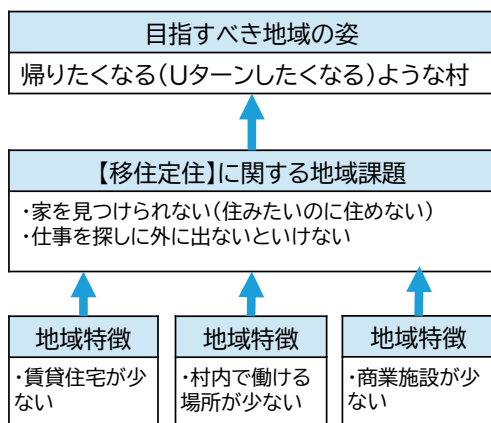 目指すべき地域の姿
帰りたくなる(Uターンしたくなる)ような村
【移住定住】に関する地域課題
・家を見つけられない(住みたいのに住めない)
・仕事を探しに外に出ないといけない
地域特徴
・賃貸住宅が少
ない
地域特徴
・村内で働ける
場所が少ない
地域特徴
・商業施設が少
ない